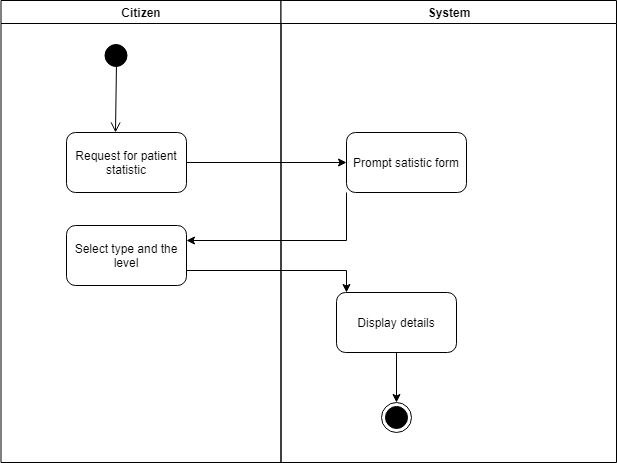 Citizen
System
Request for patient
statistic
Prompt satistic form
Select type and the
level
Display details